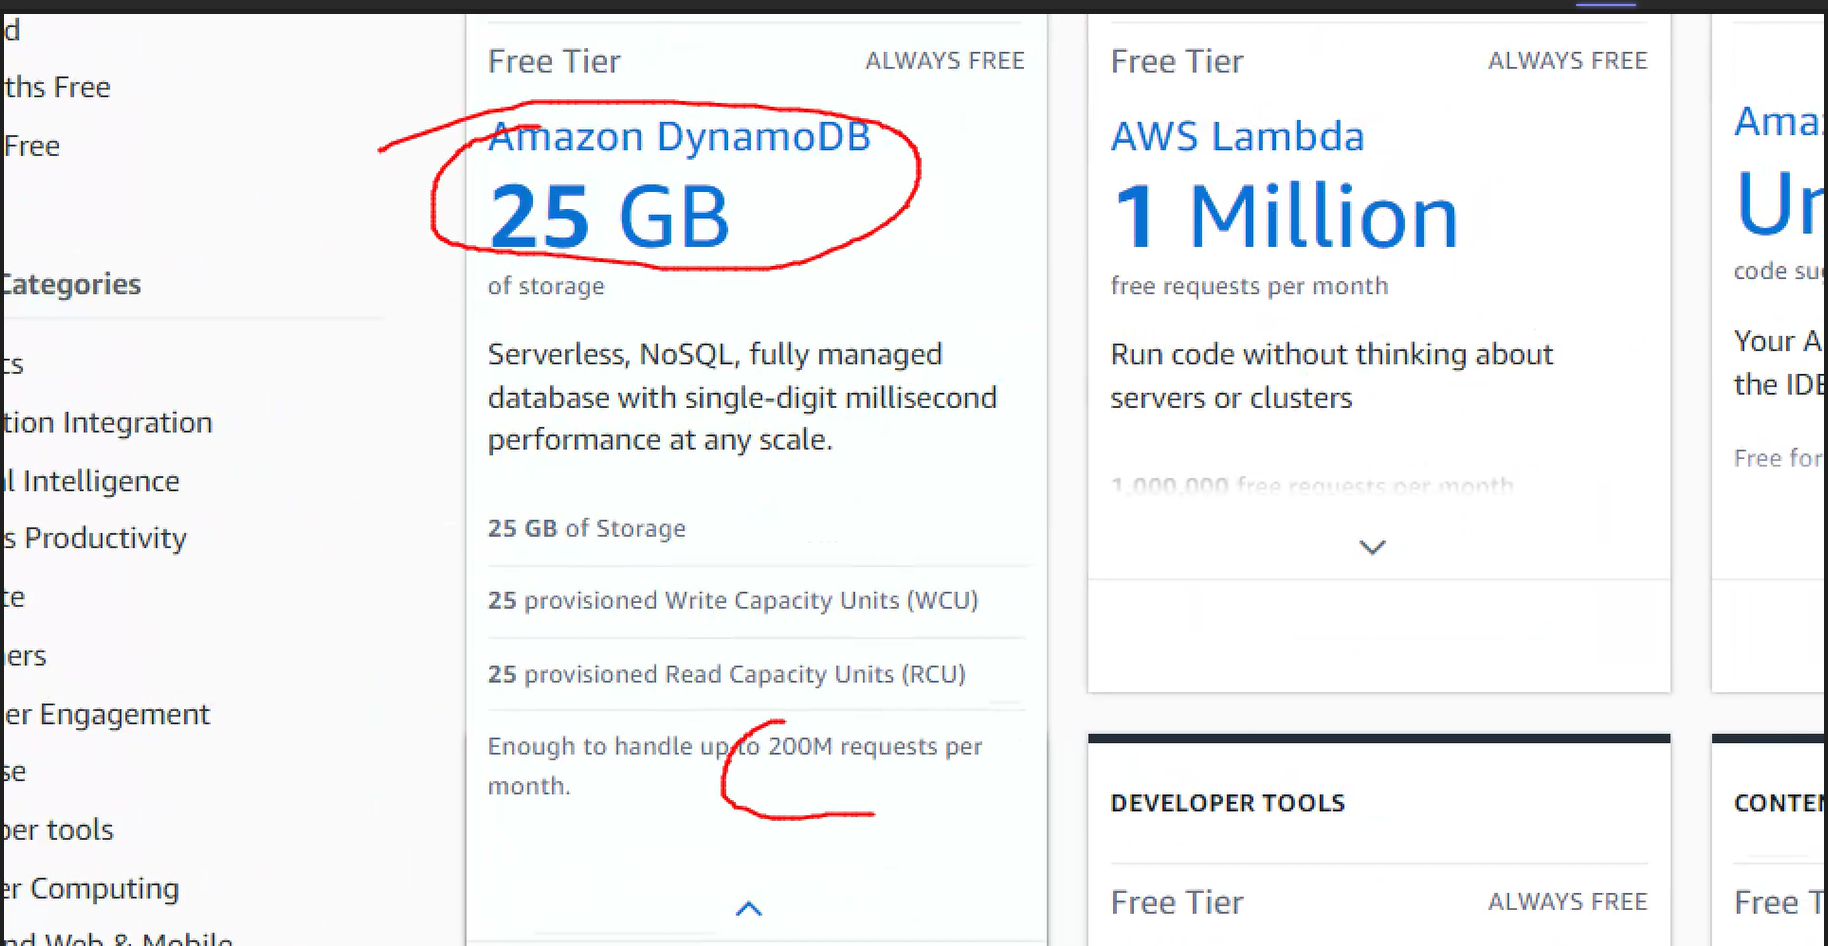 d
ths Free
Free
Categories
cs
tion Integration
l Intelligence
s Productivity
te
ers
er Engagement
se
per tools
er Computing
nd Web & Mobile
Free Tier ALWAYS FREE
Amazon DynamoDB
25 GB
of storage
Serverless, NoSQL, fully managed
database with single-digit millisecond
performance at any scale.
25 GB of Storage
25 provisioned Write Capacity Units (WCU)
25 provisioned Read Capacity Units (RCU)
Enough to handle up to 200M requests per
month.
Free Tier ALWAYS FREE
AWS Lambda
1 Million
free requests per month
Run code without thinking about
servers or clusters
1,000,000 free requests per month
DEVELOPER TOOLS
Free Tier ALWAYS FREE
Ama
Un
code su
Your A
the IDE
Free for
CONTEN
Free T